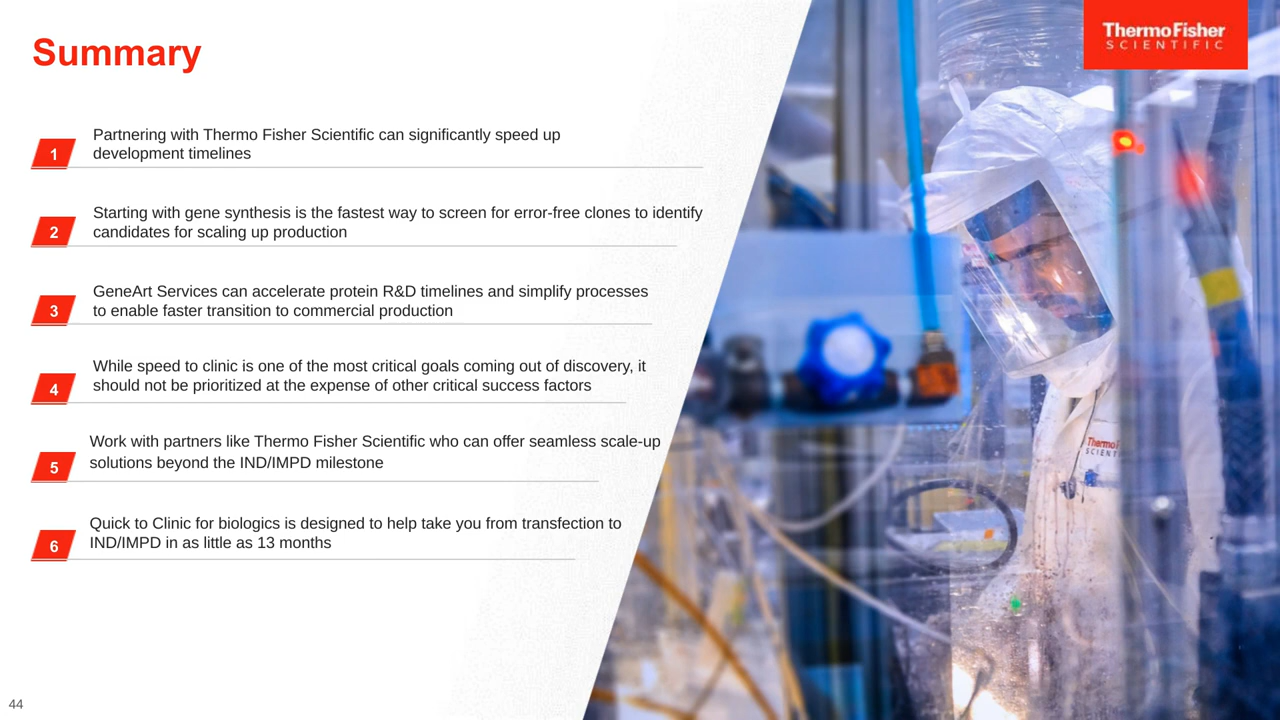 Summary
ThermoFisher
SCIENTIFIC
1
Partnering with Thermo Fisher Scientific can significantly speed up
development timelines
2
Starting with gene synthesis is the fastest way to screen for error-free clones to identify
candidates for scaling up production
3
GeneArt Services can accelerate protein R&D timelines and simplify processes
to enable faster transition to commercial production
4
While speed to clinic is one of the most critical goals coming out of discovery, it
should not be prioritized at the expense of other critical success factors
5
Work with partners like Thermo Fisher Scientific who can offer seamless scale-up
solutions beyond the IND/IMPD milestone
6
Quick to Clinic for biologics is designed to help take you from transfection to
IND/IMPD in as little as 13 months
ThermoF
SCIENT
44